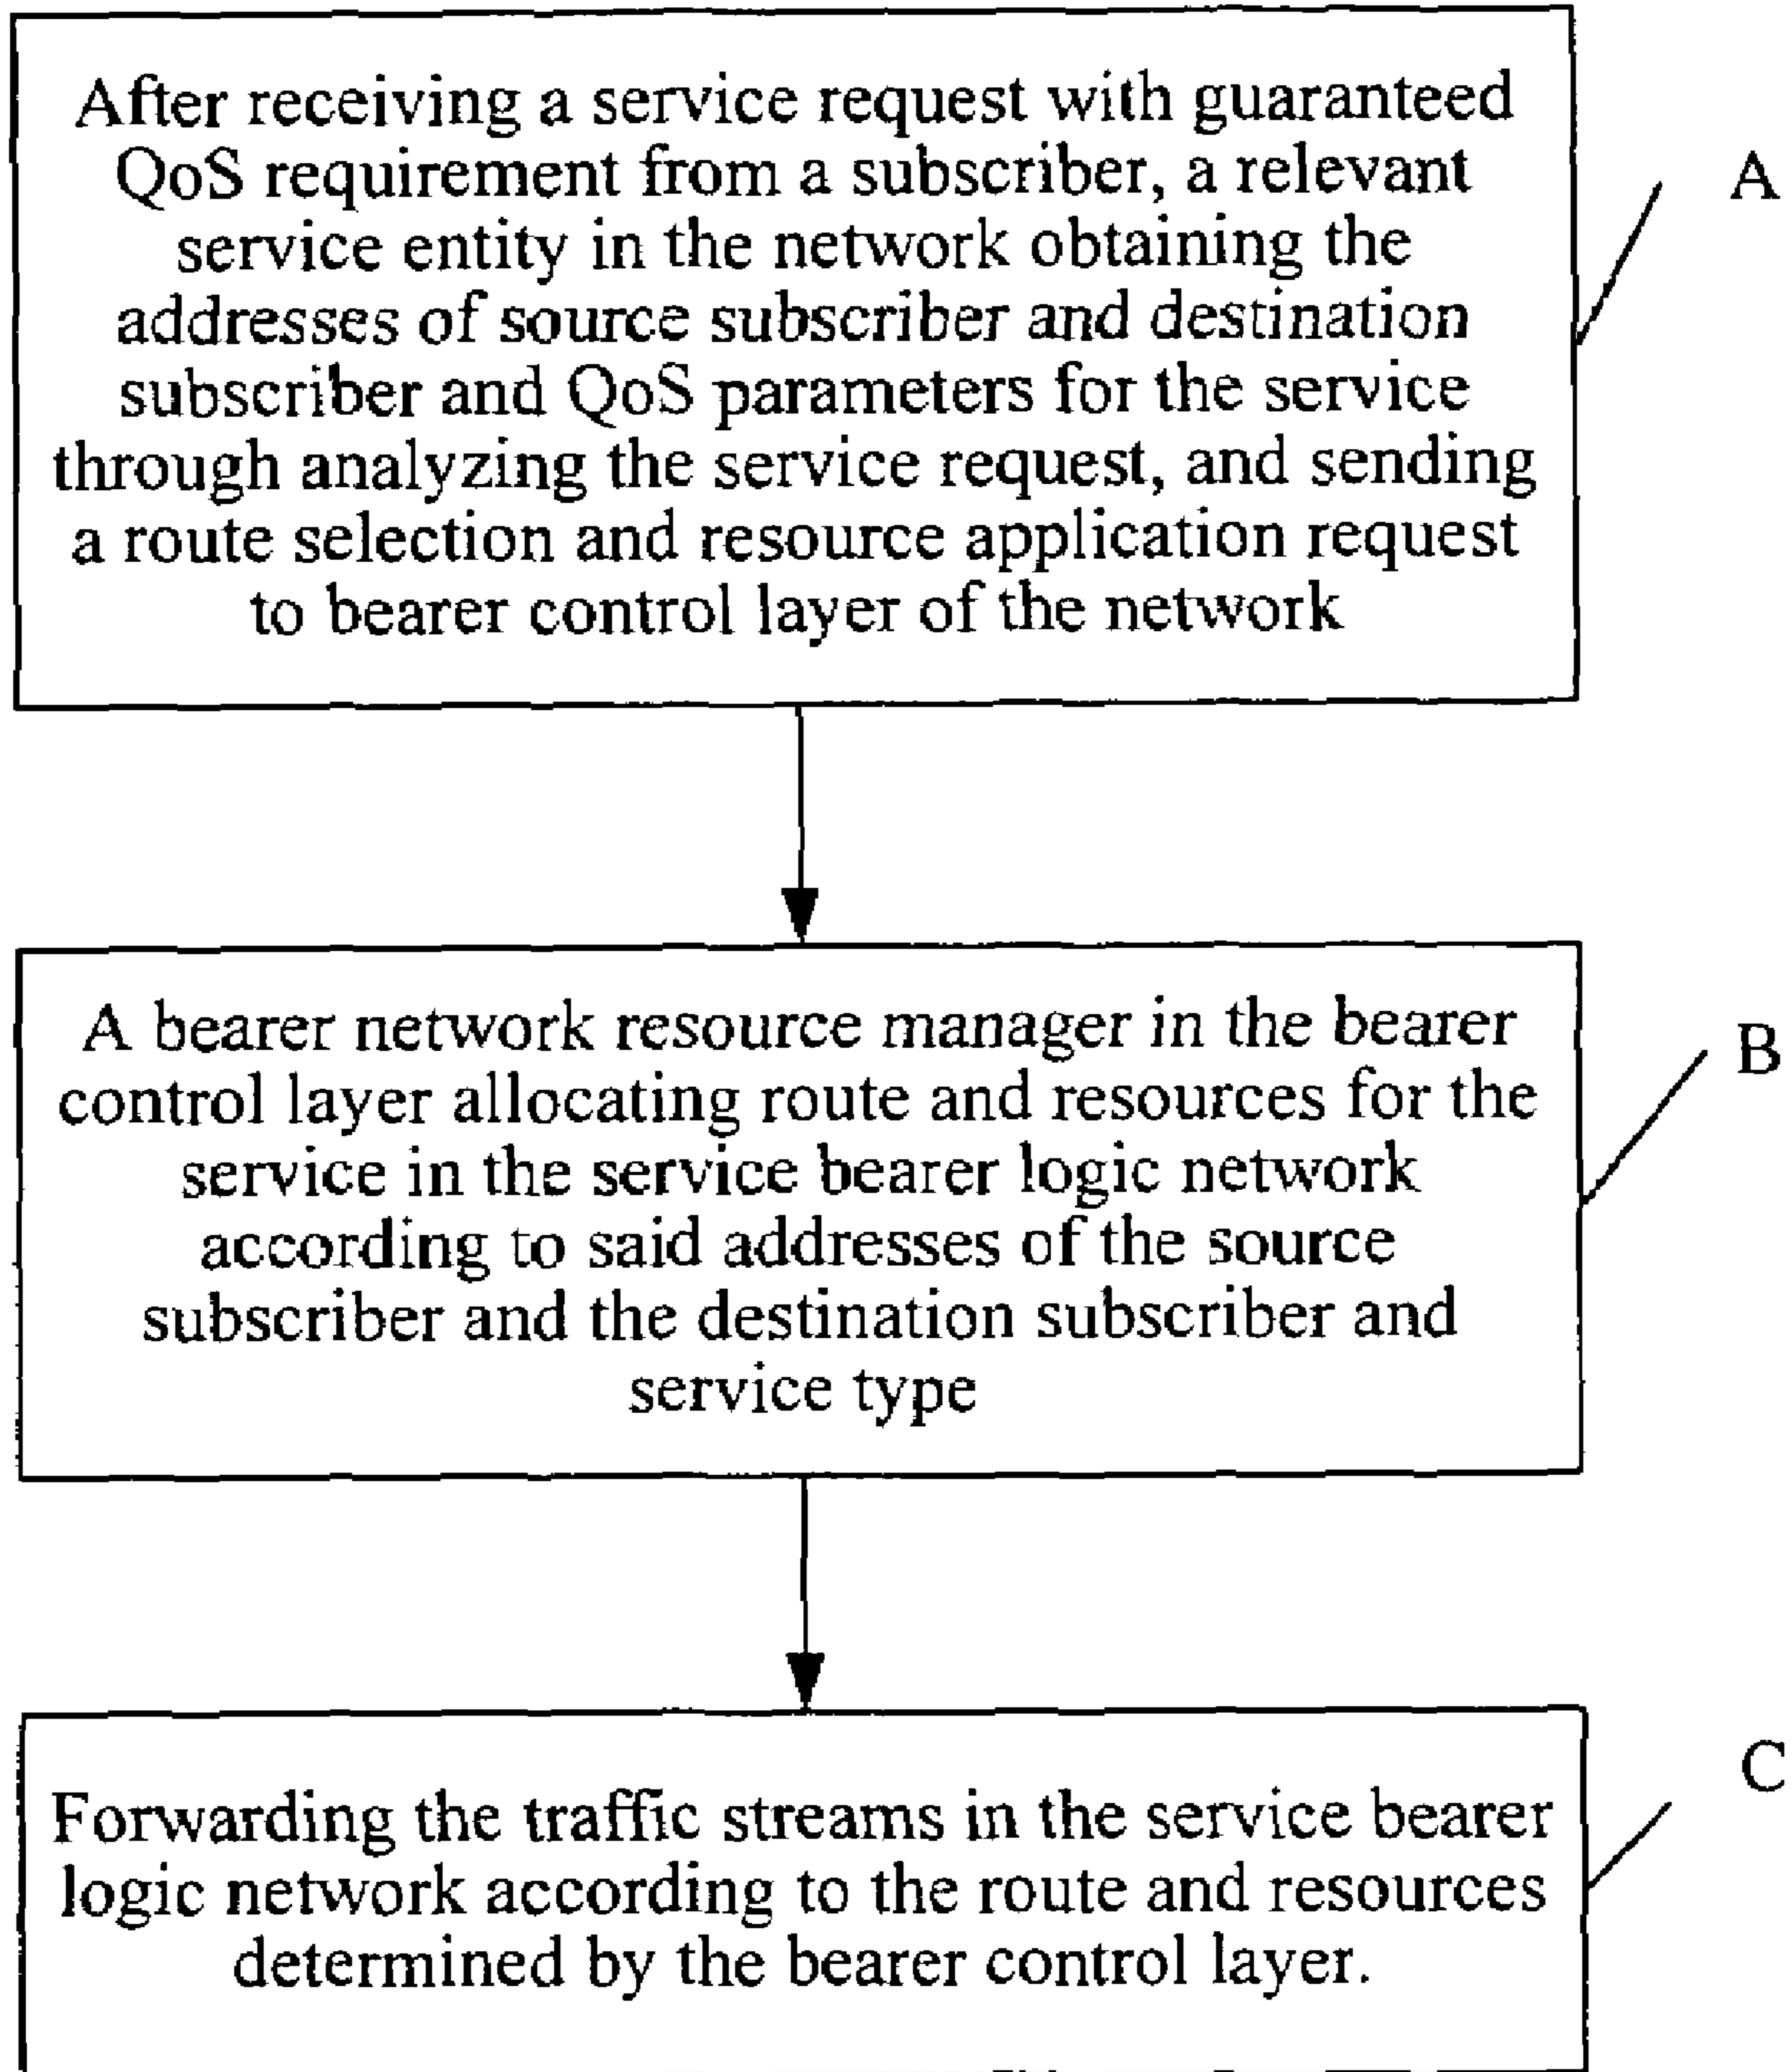 After receiving a service request with guaranteed
QoS requirement from a subscriber, a relevant
service entity in the network obtaining the
addresses of source subscriber and destination
subscriber and QoS parameters for the service
through analyzing the service request, and sending
a route selection and resource application request
to bearer control layer of the network
A
A bearer network resource manager in the bearer
control layer allocating route and resources for the
service in the service bearer logic network
according to said addresses of the source
subscriber and the destination subscriber and
service type
B
Forwarding the traffic streams in the service bearer
logic network according to the route and resources
determined by the bearer control layer.
C